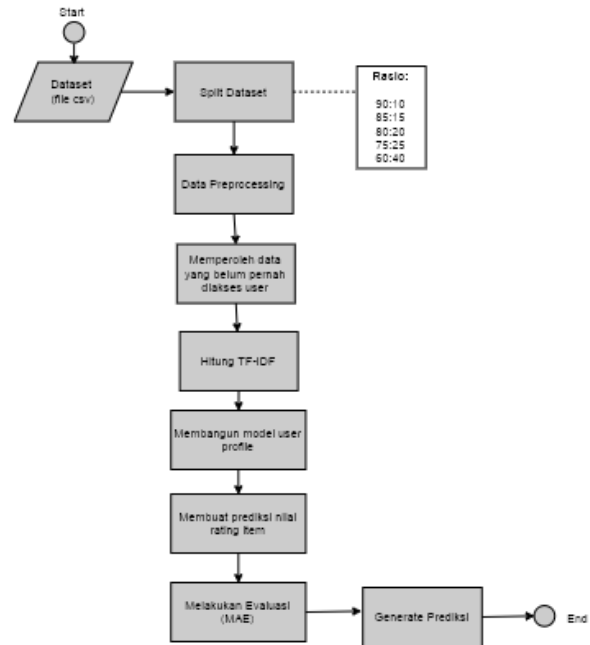 Start
Dataset
(file csv)
Split Dataset
Rasio:
90:10
85:15
80:20
75:25
60:40
Data Preprocessing
Memperoleh data
yang belum pernah
diakses user
Hitung TF-IDF
Membangun model user
profile
Membuat prediksi nilai
rating item
Melakukan Evaluasi
(MAE)
Generate Prediksi
End